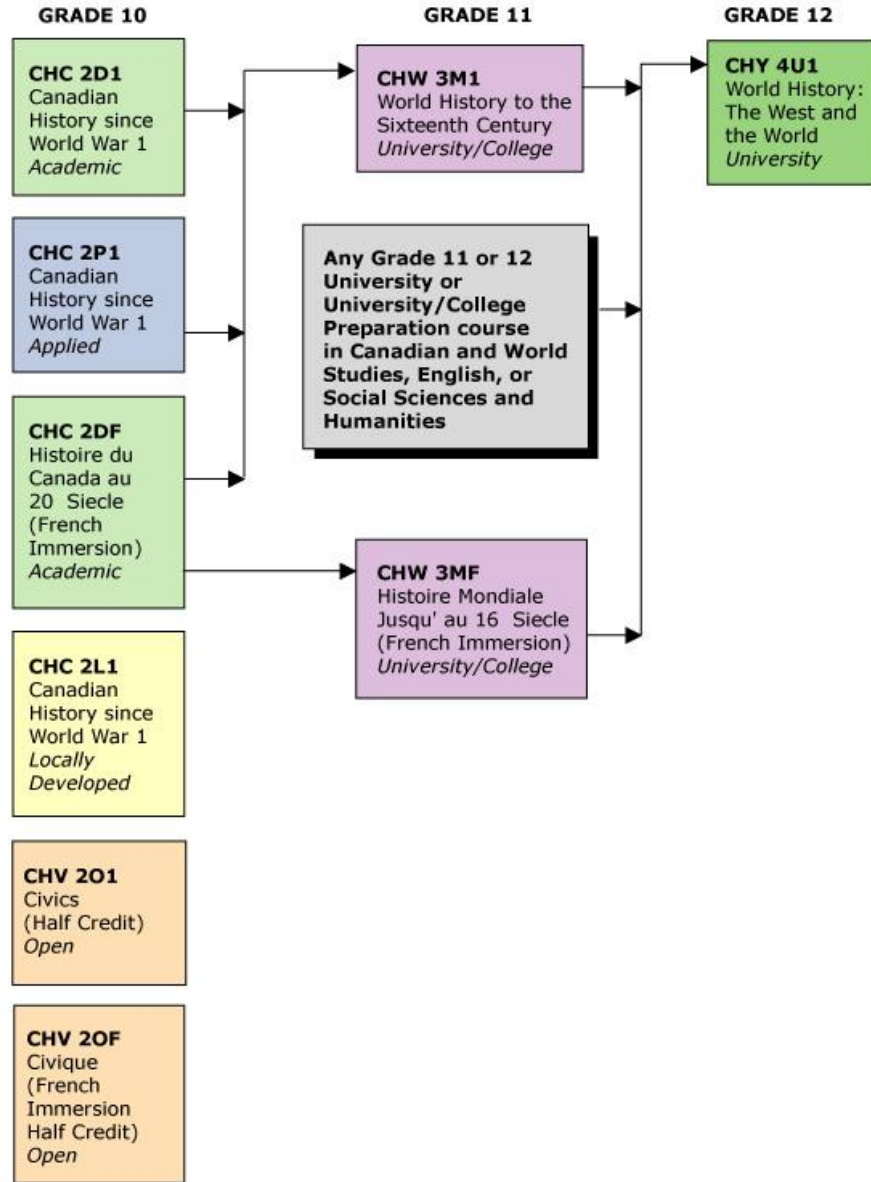 GRADE 10
GRADE 11
GRADE 12
CHC 2D1
Canadian
History since
World War 1
Academic
CHC 2P1
Canadian
History since
World War 1
Applied
CHC 2DF
Histoire du
Canada au
20 Siecle
(French
Immersion)
Academic
CHC 2L1
Canadian
History since
World War 1
Locally
Developed
CHV 2O1
Civics
(Half Credit)
Open
CHV 2OF
Civique
(French
Immersion
Half Credit)
Open
CHW 3M1
World History to the
Sixteenth Century
University/College
Any Grade 11 or 12
University or
University/College
Preparation course
in Canadian and World
Studies, English, or
Social Sciences and
Humanities
CHW 3MF
Histoire Mondiale
Jusqu' au 16 Siecle
(French Immersion)
University/College
CHY 4U1
World History:
The West and
the World
University